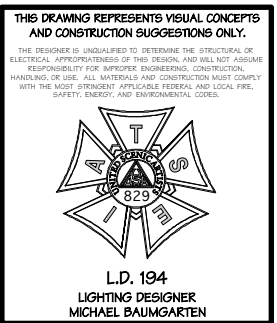 THIS DRAWING REPRESENTS VISUAL CONCEPTS
AND CONSTRUCTION SUGGESTIONS ONLY.
THE DESIGNER IS UNQUALIFIED TO DETERMINE THE STRUCTURAL OR
ELECTRICAL APPROPRIATENESS OF THIS DESIGN, AND WILL NOT ASSUME
RESPONSIBILITY FOR IMPROPER ENGINEERING, CONSTRUCTION,
HANDLING, OR USE. ALL MATERIALS AND CONSTRUCTION MUST COMPLY
WITH THE MOST STRINGENT APPLICABLE FEDERAL AND LOCAL FIRE,
SAFETY, ENERGY, AND ENVIRONMENTAL CODES.
I A T S E
UNITED SCENIC ARTISTS
829
L.D. 194
LIGHTING DESIGNER
MICHAEL BAUMGARTEN